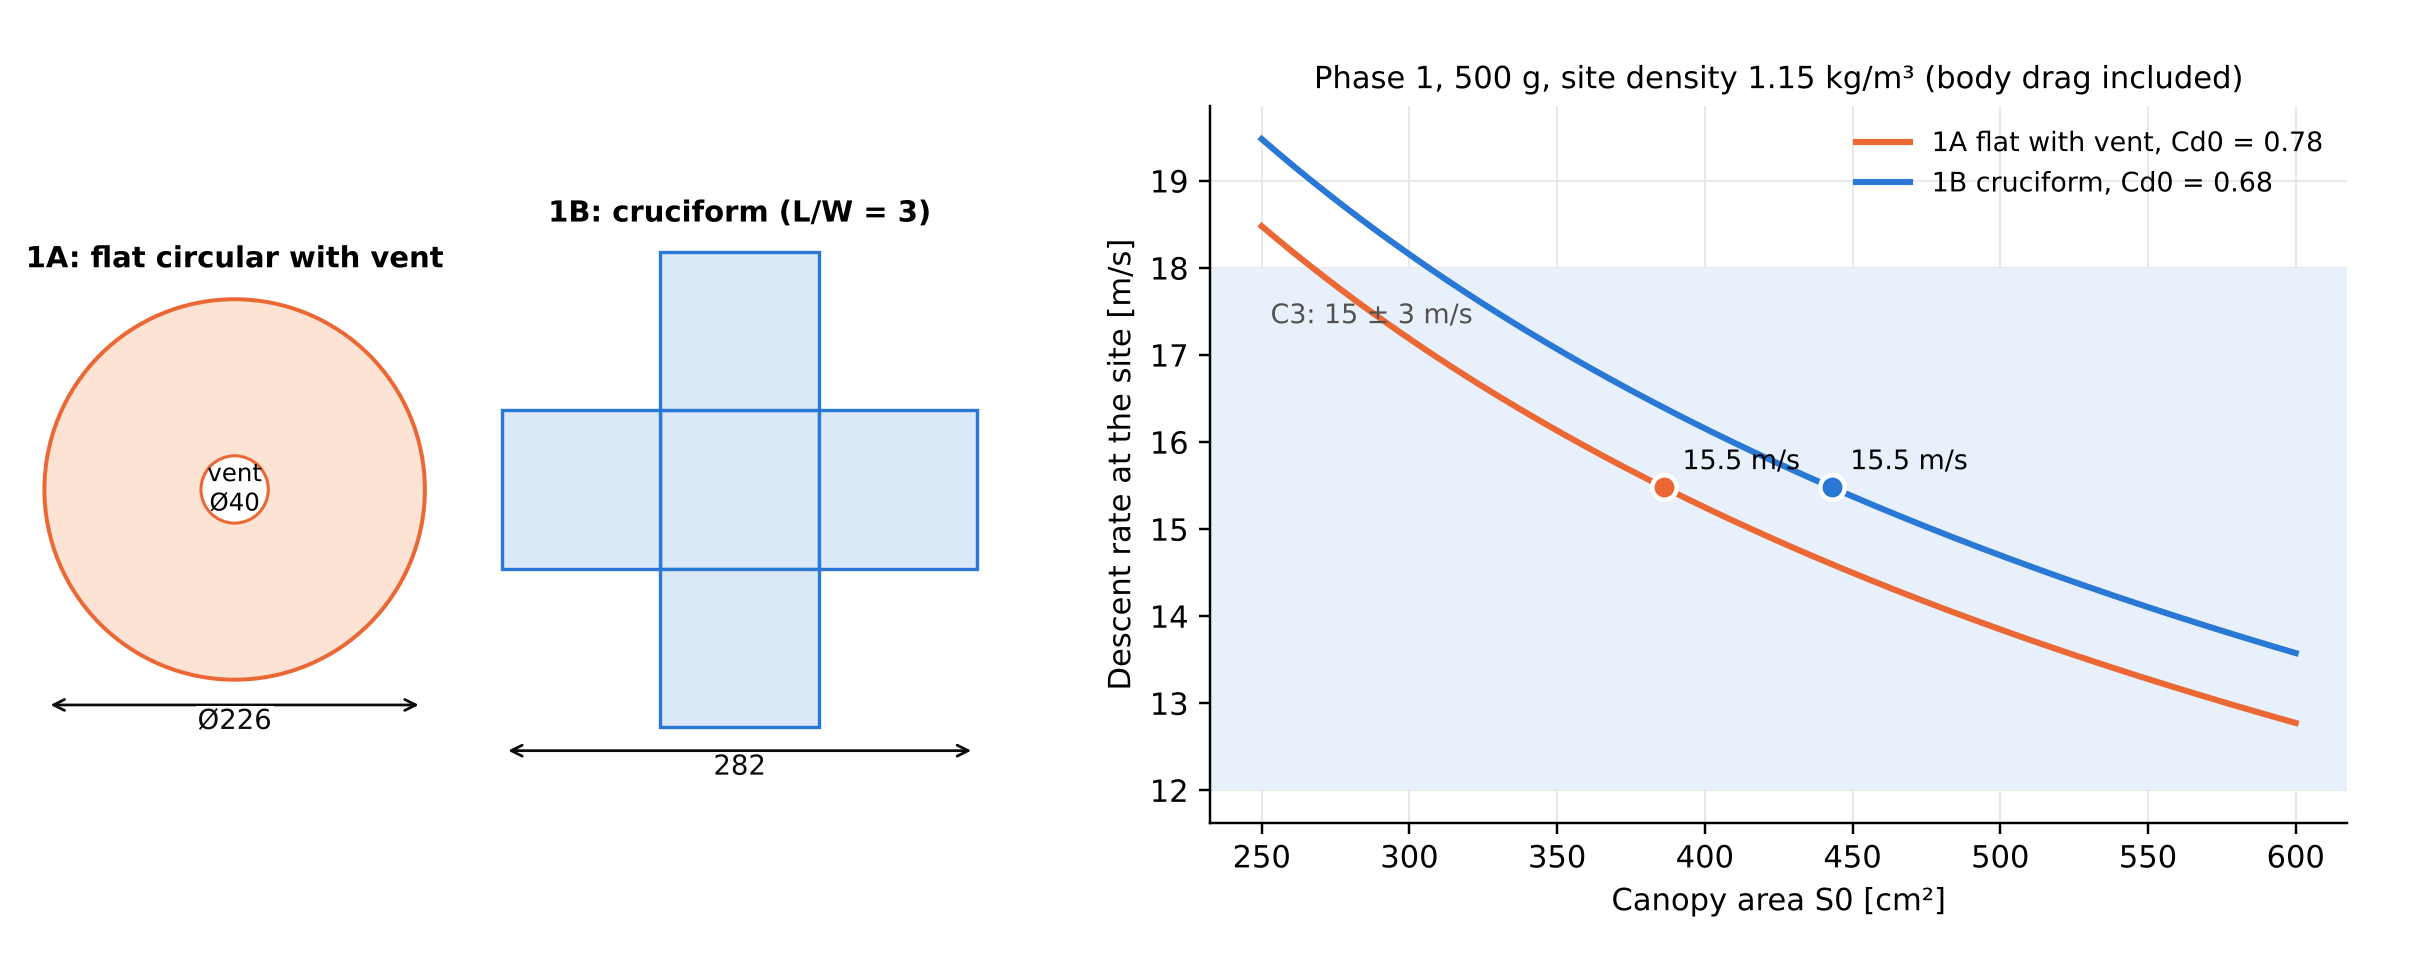 1A: flat circular with vent
vent
Ø40
Ø226
1B: cruciform (L/W = 3)
282
Phase 1, 500 g, site density 1.15 kg/m³ (body drag included)
1A flat with vent, Cd0 = 0.78
1B cruciform, Cd0 = 0.68
C3: 15 ± 3 m/s
15.5 m/s
15.5 m/s
Descent rate at the site [m/s]
19
18
17
16
15
14
13
12
250 300 350 400 450 500 550 600
Canopy area S0 [cm²]